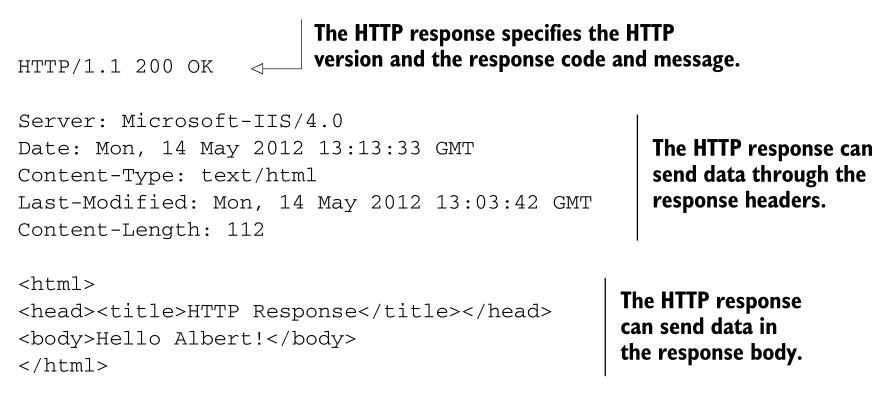 The HTTP response specifies the HTTP
version and the response code and message.
HTTP/1.1 200 OK
Server: Microsoft-IIS/4.0
Date: Mon, 14 May 2012 13:13:33 GMT
Content-Type: text/html
Last-Modified: Mon, 14 May 2012 13:03:42 GMT
Content-Length: 112
The HTTP response can
send data through the
response headers.
<html>
<head><title>HTTP Response</title></head>
<body>Hello Albert!</body>
</html>
The HTTP response
can send data in
the response body.